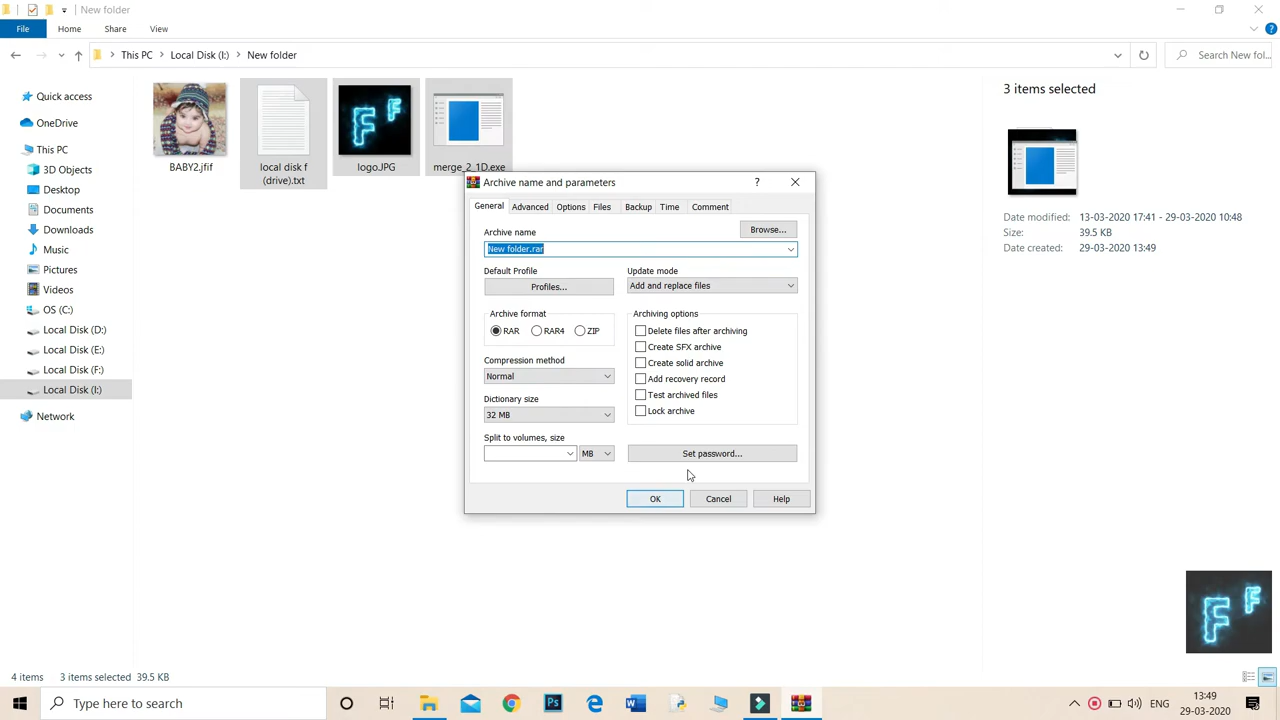 New folder
File
Home
Share
View
This PC
Local Disk (I:)
New folder
Search New fol...
Quick access
OneDrive
This PC
3D Objects
Desktop
Documents
Downloads
Music
Pictures
Videos
OS (C:)
Local Disk (D:)
Local Disk (E:)
Local Disk (F:)
Local Disk (I:)
Network
BABY2.jfif
local disk f
(drive).txt
logo.JPG
merge_2_1D.exe
3 items selected
Date modified: 13-03-2020 17:41 - 29-03-2020 10:48
Size: 39.5 KB
Date created: 29-03-2020 13:49
Archive name and parameters
?
General
Advanced
Options
Files
Backup
Time
Comment
Archive name
Browse...
New folder.rar
Default Profile
Profiles...
Update mode
Add and replace files
Archive format
RAR
RAR4
ZIP
Compression method
Normal
Dictionary size
32 MB
Split to volumes, size
MB
Archiving options
Delete files after archiving
Create SFX archive
Create solid archive
Add recovery record
Test archived files
Lock archive
Set password...
OK
Cancel
Help
F F
4 items
3 items selected 39.5 KB
Type here to search
Ps
ENG
13:49
29-03-2020